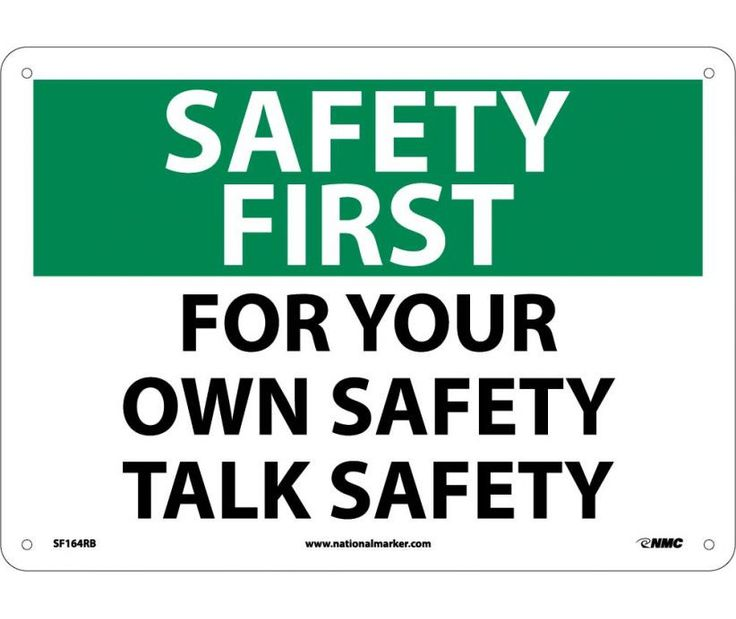 SAFETY
FIRST
FOR YOUR
OWN SAFETY
TALK SAFETY
SF164RB www.nationalmarker.com NMC